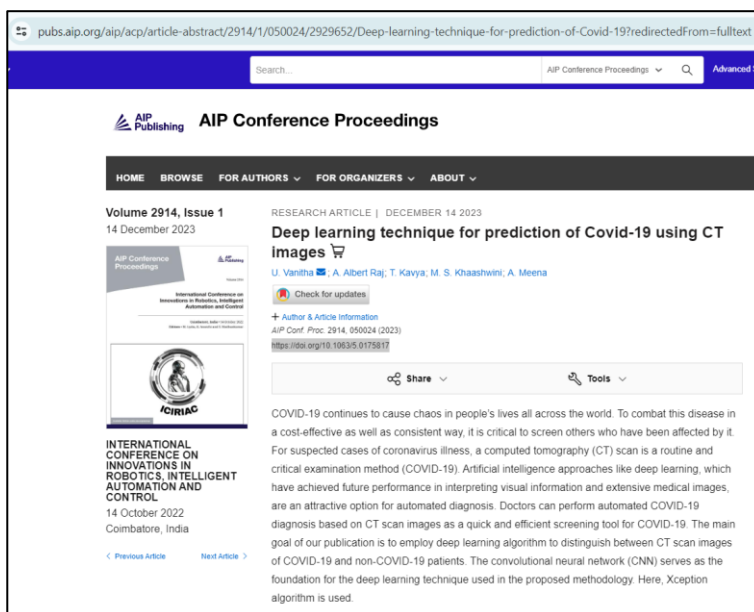 pubs.aip.org/aip/acp/article-abstract/2914/1/050024/2929652/Deep-learning-technique-for-prediction-of-Covid-19?redirectedFrom=fulltext
Search...
AIP Conference Proceedings
Advanced S
AIP
Publishing
AIP Conference Proceedings
HOME BROWSE FOR AUTHORS FOR ORGANIZERS ABOUT
Volume 2914, Issue 1
14 December 2023
AIP Conference
Proceedings
International Conference on
Innovations in Robotics, Intelligent
Automation and Control
ICIRIAC
INTERNATIONAL
CONFERENCE ON
INNOVATIONS IN
ROBOTICS, INTELLIGENT
AUTOMATION AND
CONTROL
14 October 2022
Coimbatore, India
< Previous Article Next Article >
RESEARCH ARTICLE | DECEMBER 14 2023
Deep learning technique for prediction of Covid-19 using CT
images
U. Vanitha; A. Albert Raj; T. Kavya; M. S. Khaashwini; A. Meena
Check for updates
+ Author & Article Information
AIP Conf. Proc. 2914, 050024 (2023)
https://doi.org/10.1063/5.0175817
Share Tools
COVID-19 continues to cause chaos in people's lives all across the world. To combat this disease in
a cost-effective as well as consistent way, it is critical to screen others who have been affected by it.
For suspected cases of coronavirus illness, a computed tomography (CT) scan is a routine and
critical examination method (COVID-19). Artificial intelligence approaches like deep learning, which
have achieved future performance in interpreting visual information and extensive medical images,
are an attractive option for automated diagnosis. Doctors can perform automated COVID-19
diagnosis based on CT scan images as a quick and efficient screening tool for COVID-19. The main
goal of our publication is to employ deep learning algorithm to distinguish between CT scan images
of COVID-19 and non-COVID-19 patients. The convolutional neural network (CNN) serves as the
foundation for the deep learning technique used in the proposed methodology. Here, Xception
algorithm is used.